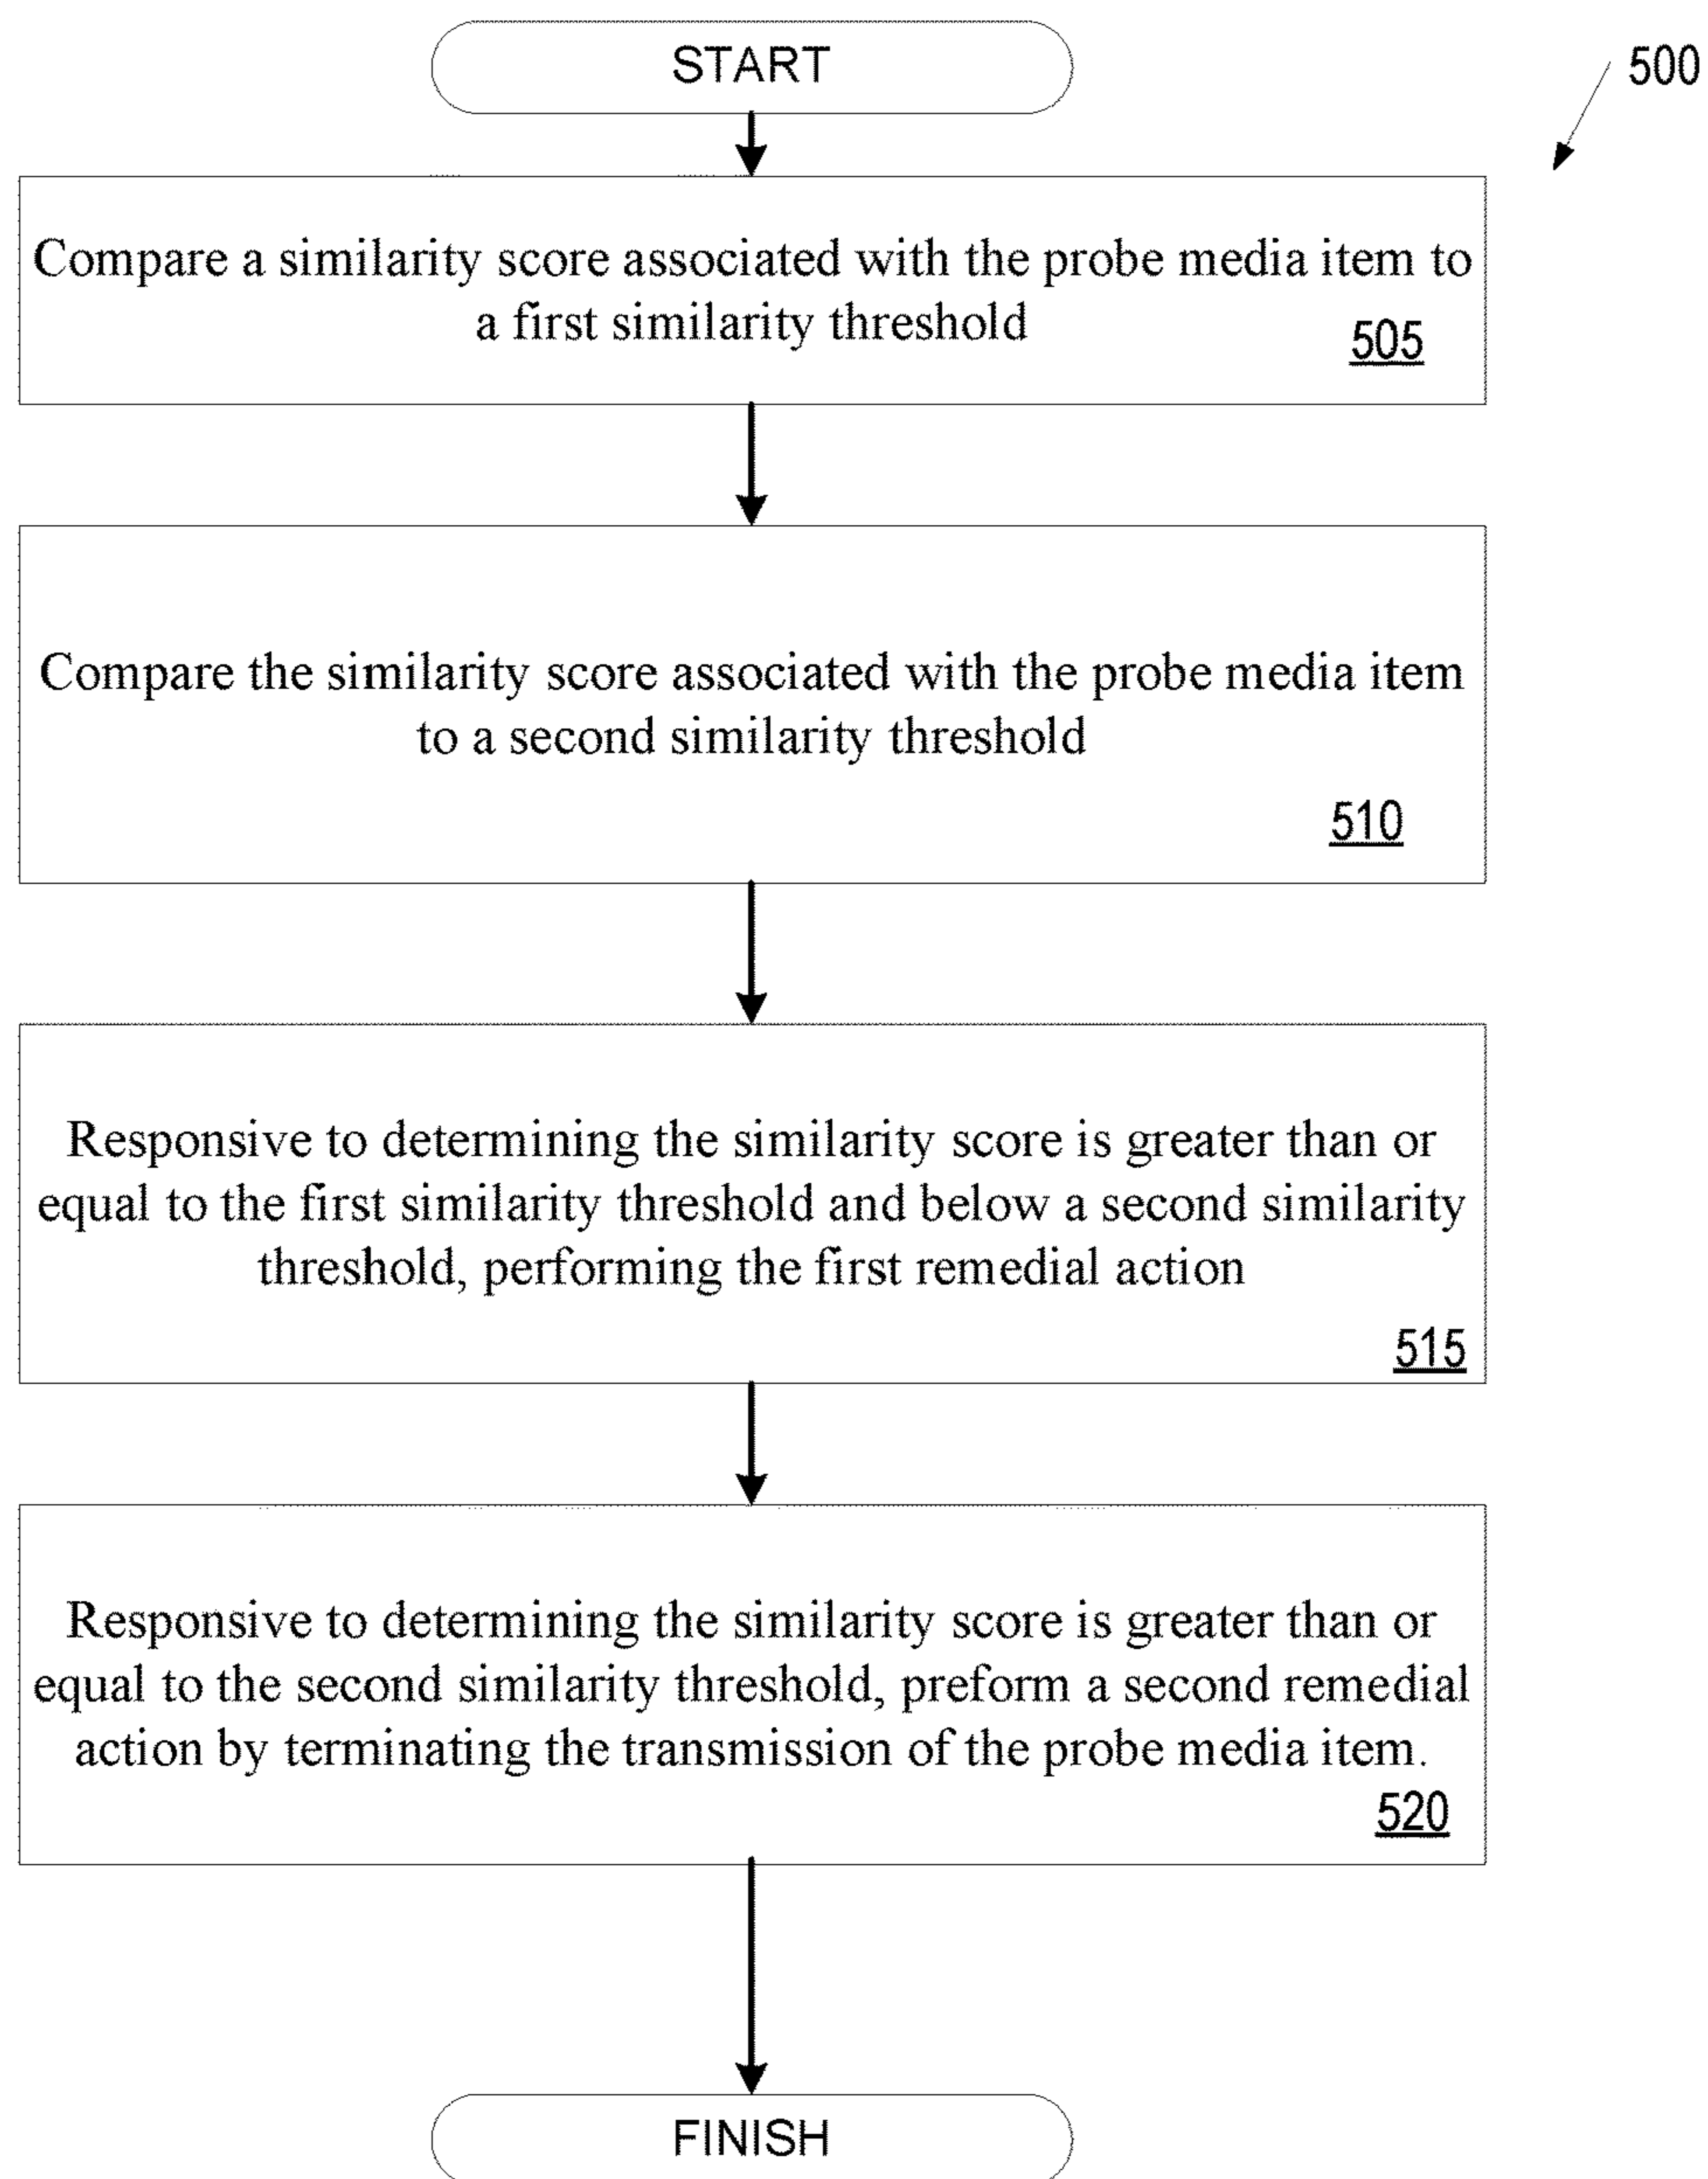 START
500
Compare a similarity score associated with the probe media item to
a first similarity threshold
505
Compare the similarity score associated with the probe media item
to a second similarity threshold
510
Responsive to determining the similarity score is greater than or
equal to the first similarity threshold and below a second similarity
threshold, performing the first remedial action
515
Responsive to determining the similarity score is greater than or
equal to the second similarity threshold, preform a second remedial
action by terminating the transmission of the probe media item.
520
FINISH